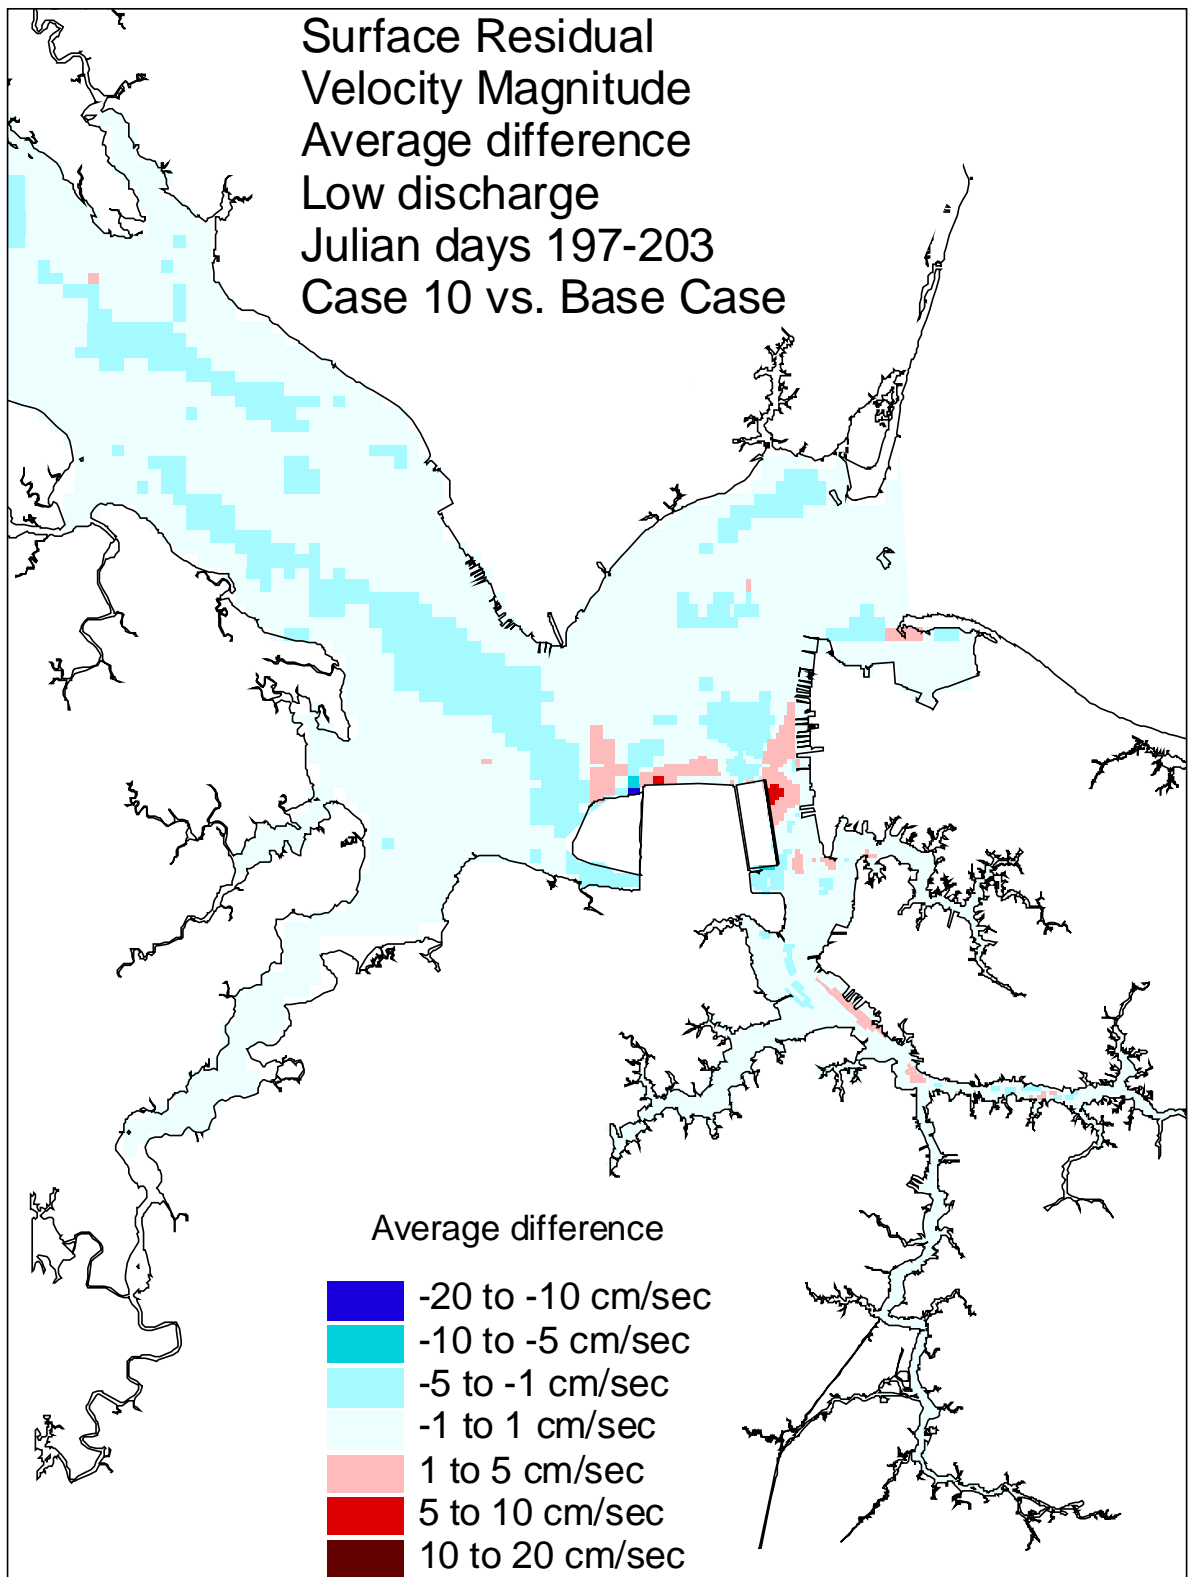 Surface Residual
Velocity Magnitude
Average difference
Low discharge
Julian days 197-203
Case 10 vs. Base Case
Average difference
-20 to -10 cm/sec
-10 to -5 cm/sec
-5 to -1 cm/sec
-1 to 1 cm/sec
1 to 5 cm/sec
5 to 10 cm/sec
10 to 20 cm/sec